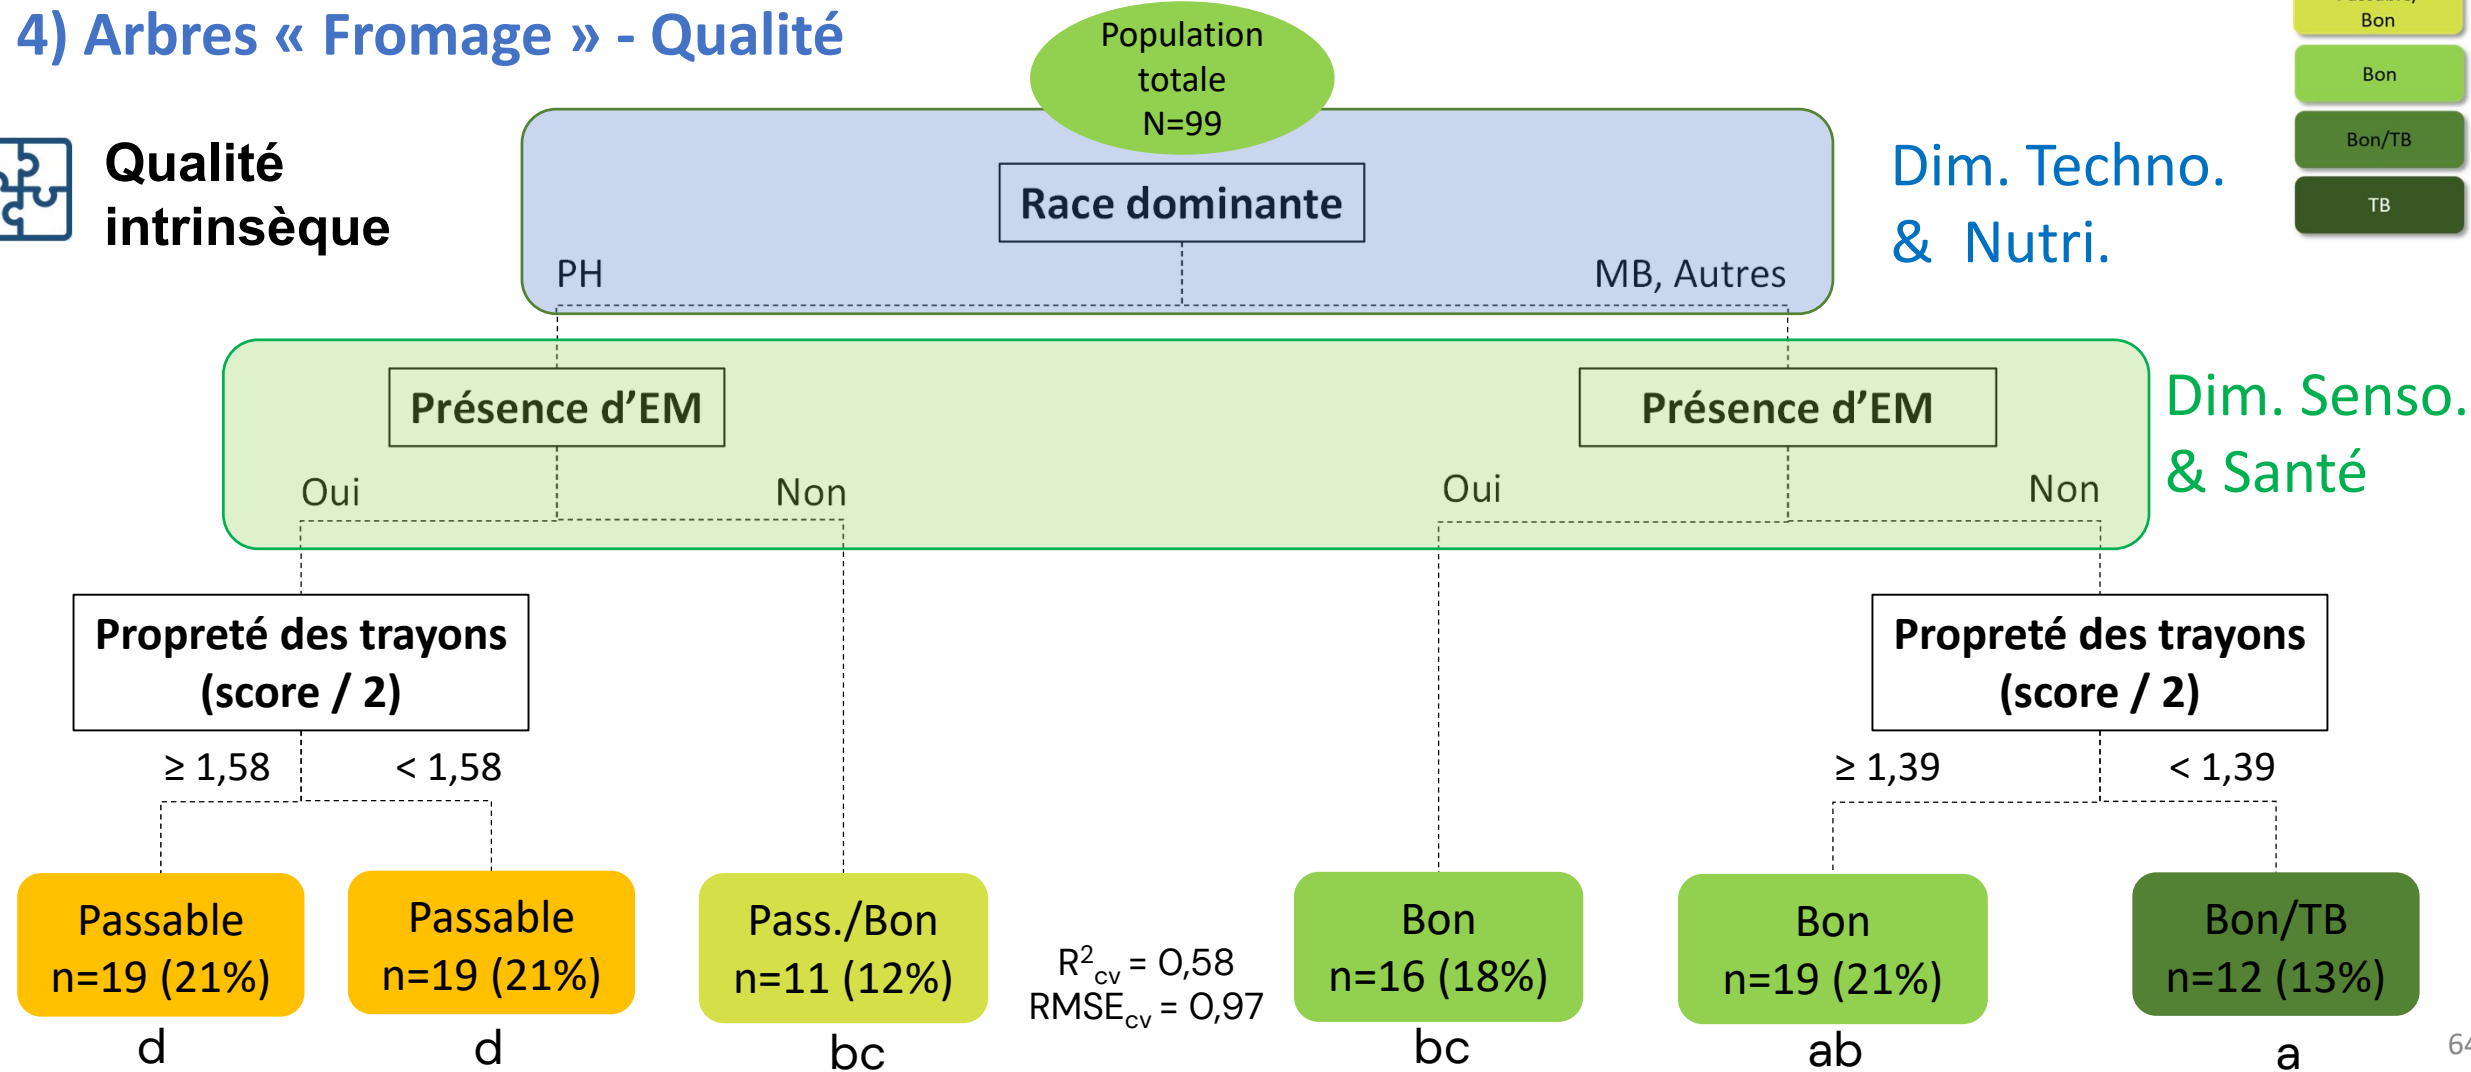 4) Arbres « Fromage » - Qualité
Population
totale
N=99
Bon
Bon
Bon/TB
TB
Qualité
intrinsèque
Race dominante
PH
MB, Autres
Dim. Techno.
& Nutri.
Présence d’EM
Oui
Non
Présence d’EM
Oui
Non
Dim. Senso.
& Santé
Propreté des trayons
(score / 2)
≥ 1,58
< 1,58
Propreté des trayons
(score / 2)
≥ 1,39
< 1,39
Passable
n=19 (21%)
d
Passable
n=19 (21%)
d
Pass./Bon
n=11 (12%)
bc
R²cv = 0,58
RMSEcv = 0,97
Bon
n=16 (18%)
bc
Bon
n=19 (21%)
ab
Bon/TB
n=12 (13%)
a